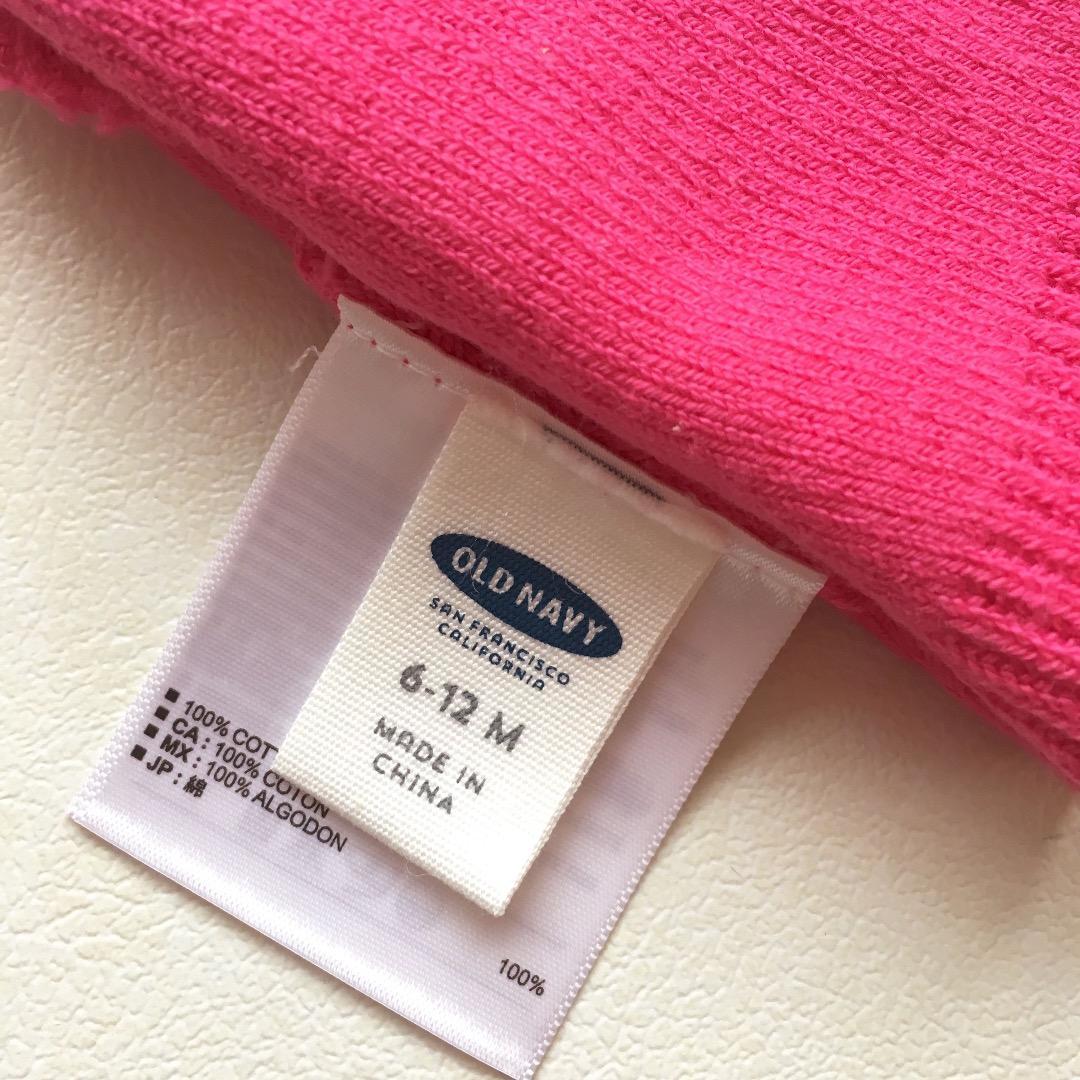 OLD NAVY
SAN FRANCISCO
CALIFORNIA
6-12 M
MADE IN
CHINA
■ 100% COTT
■ CA : 100% COTON
■ MX : 100% ALGODON
■ JP : 綿
100%